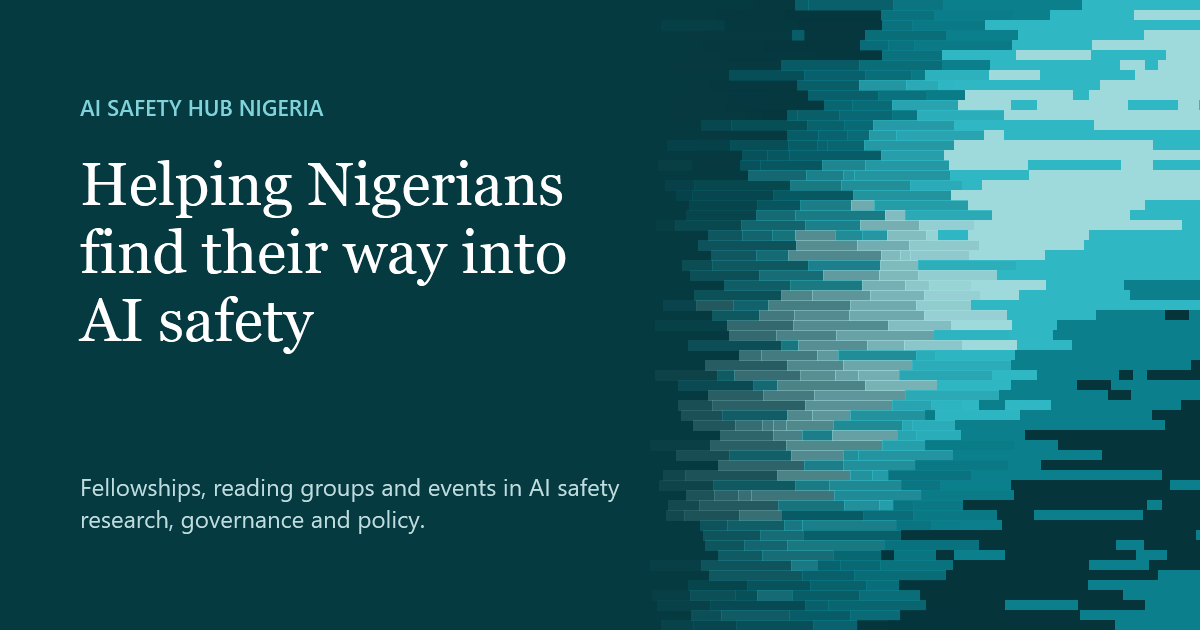 AI SAFETY HUB NIGERIA
Helping Nigerians
find their way into
AI safety
Fellowships, reading groups and events in AI safety
research, governance and policy.